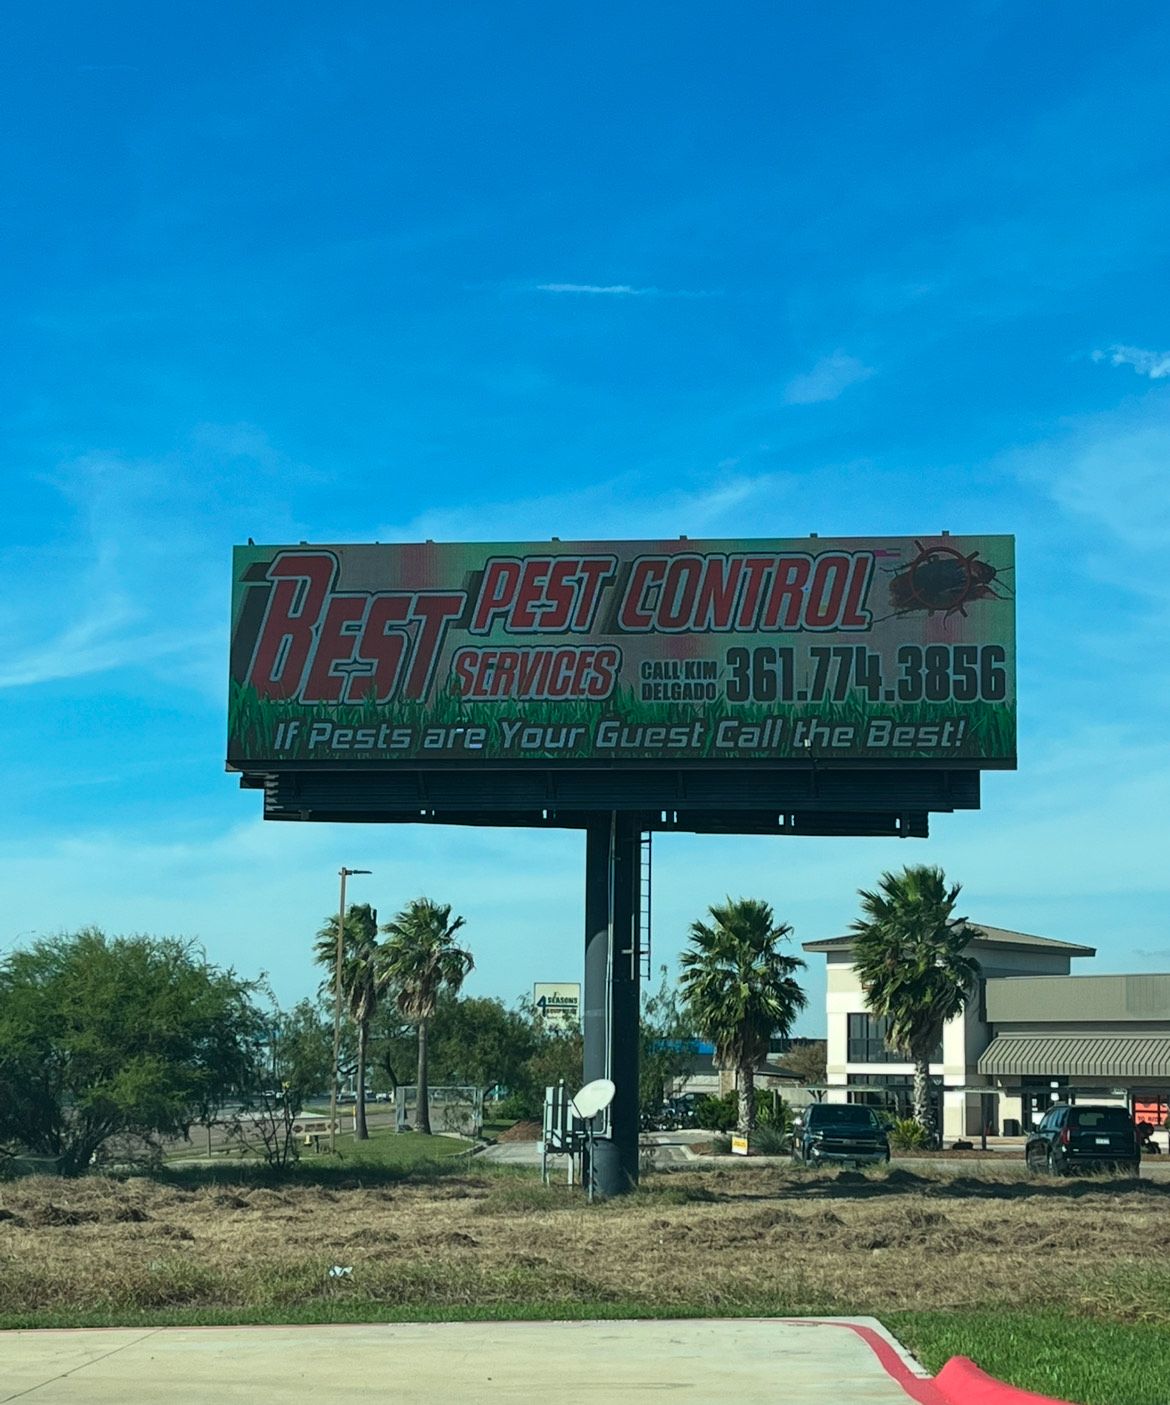 BEST PEST CONTROL
SERVICES
CALL KIM
DELGADO
361.774.3856
If Pests are Your Guest Call the Best!
4 SEASONS